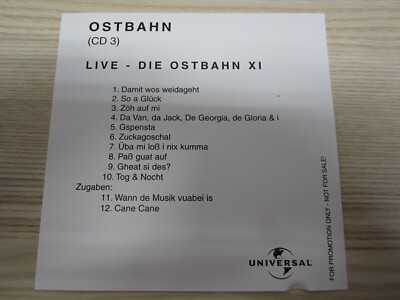 OSTBAHN
(CD 3)
LIVE - DIE OSTBAHN XI
1. Damit wos weidageht
2. So a Glück
3. Zöh auf mi
4. Da Van, da Jack, De Georgia, de Gloria & i
5. Gspensta
6. Zuckagoschal
7. Üba mi loß i nix kumma
8. Paß guat auf
9. Gheat si des?
10. Tog & Nocht
Zugaben:
11. Wann de Musik vuabei is
12. Cane Cane
FOR PROMOTION ONLY - NOT FOR SALE!
UNIVERSAL